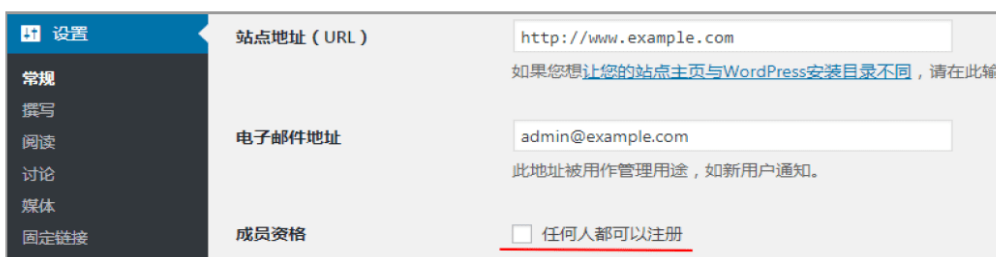 设置
常规
撰写
阅读
讨论
媒体
固定链接
站点地址(URL)
http://www.example.com
如果您想让您的站点主页与WordPress安装目录不同,请在此输
电子邮件地址
admin@example.com
此地址被用作管理用途,如新用户通知。
成员资格
任何人都可以注册